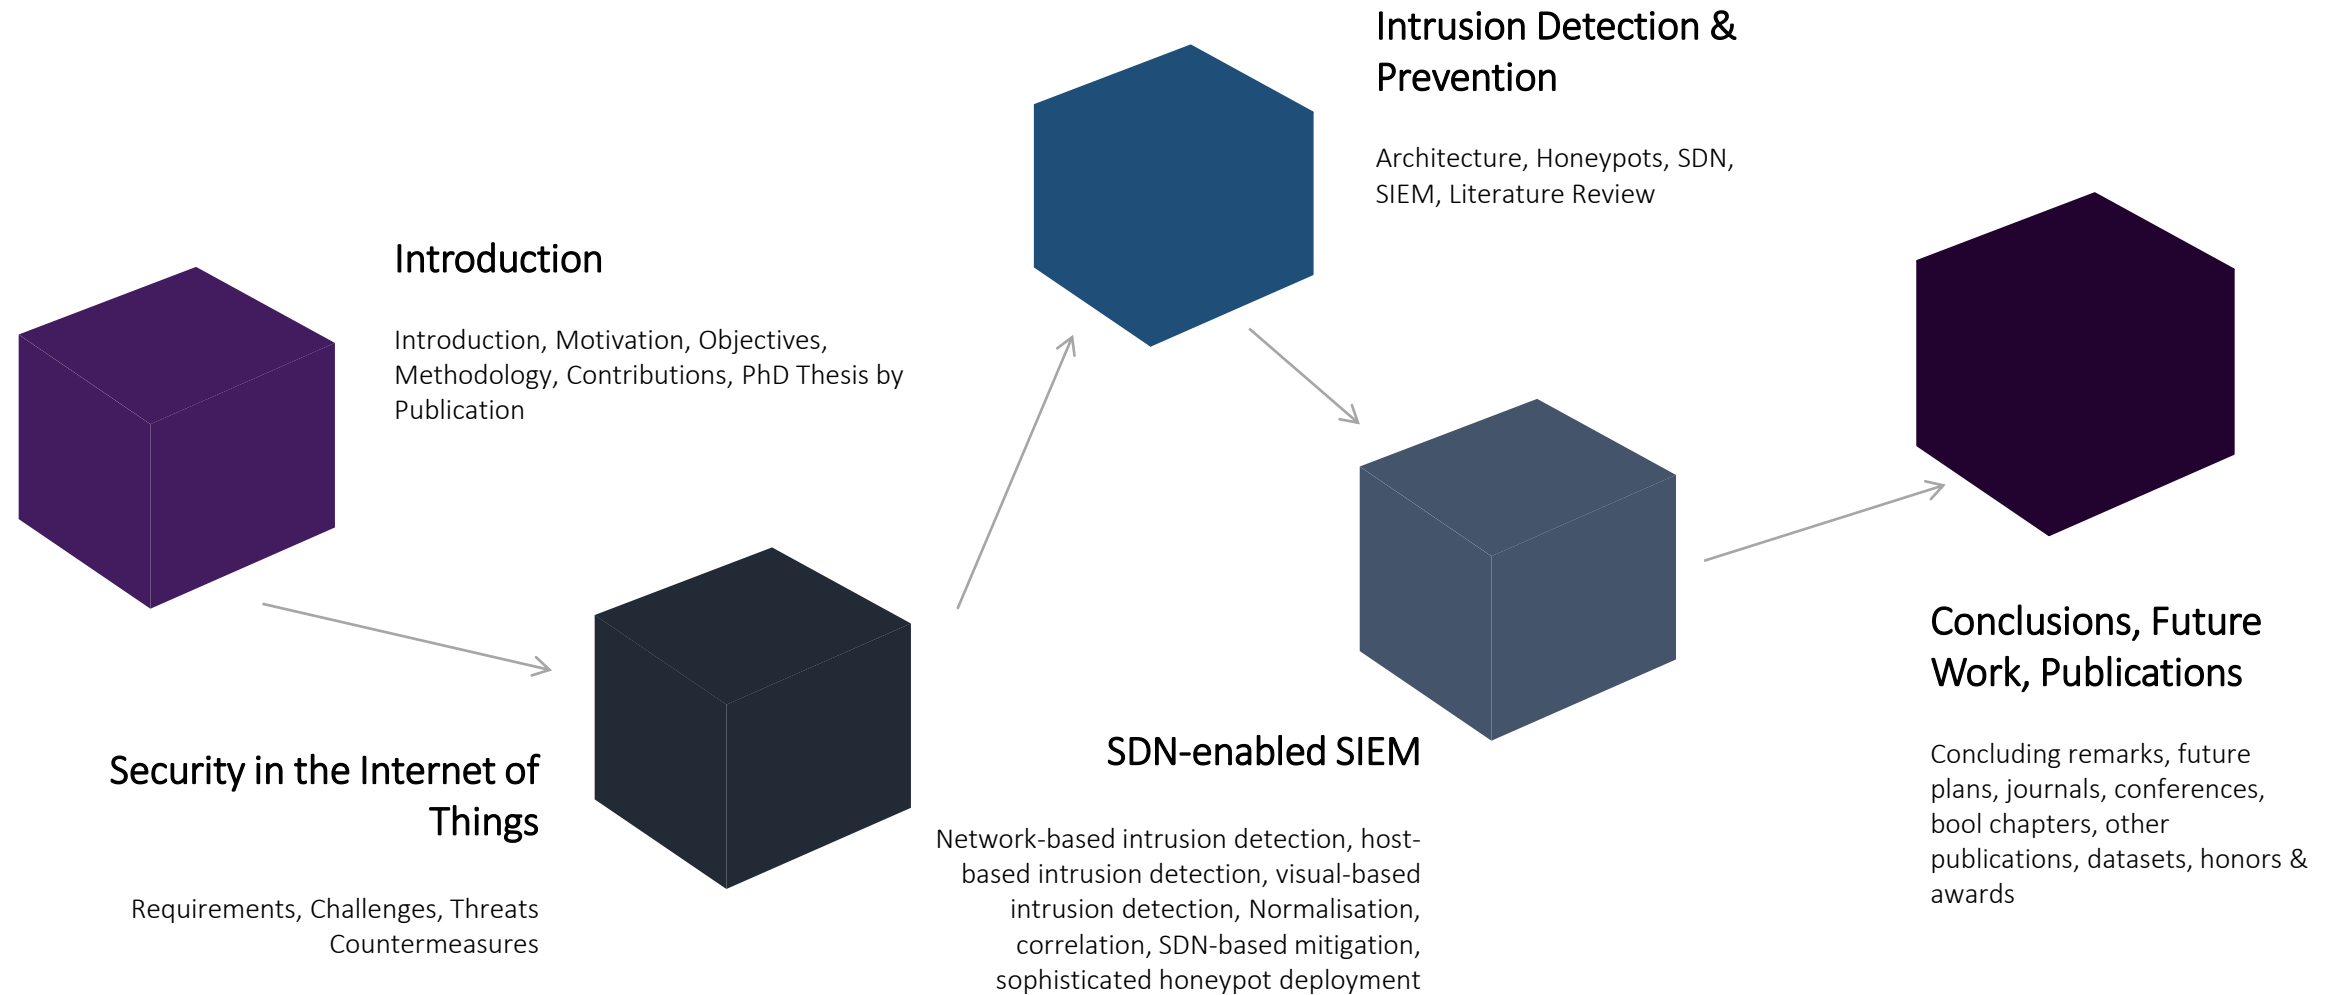 Introduction
Introduction, Motivation, Objectives,
Methodology, Contributions, PhD Thesis by
Publication
Security in the Internet of
Things
Requirements, Challenges, Threats
Countermeasures
Intrusion Detection &
Prevention
Architecture, Honeypots, SDN,
SIEM, Literature Review
SDN-enabled SIEM
Network-based intrusion detection, host-
based intrusion detection, visual-based
intrusion detection, Normalisation,
correlation, SDN-based mitigation,
sophisticated honeypot deployment
Conclusions, Future
Work, Publications
Concluding remarks, future
plans, journals, conferences,
bool chapters, other
publications, datasets, honors &
awards